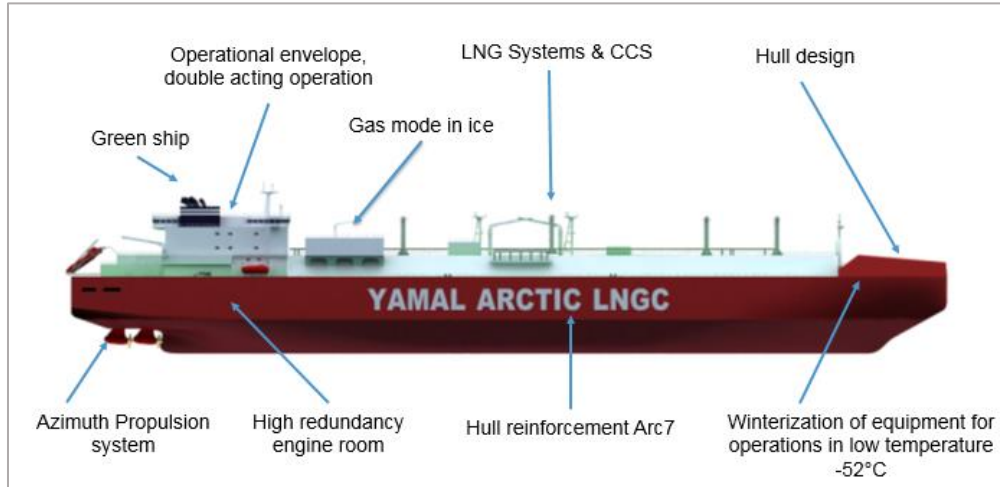 Operational envelope,
double acting operation
LNG Systems & CCS
Hull design
Green ship
Gas mode in ice
YAMAL ARCTIC LNGC
Azimuth Propulsion
system
High redundancy
engine room
Hull reinforcement Arc7
Winterization of equipment for
operations in low temperature
-52°C